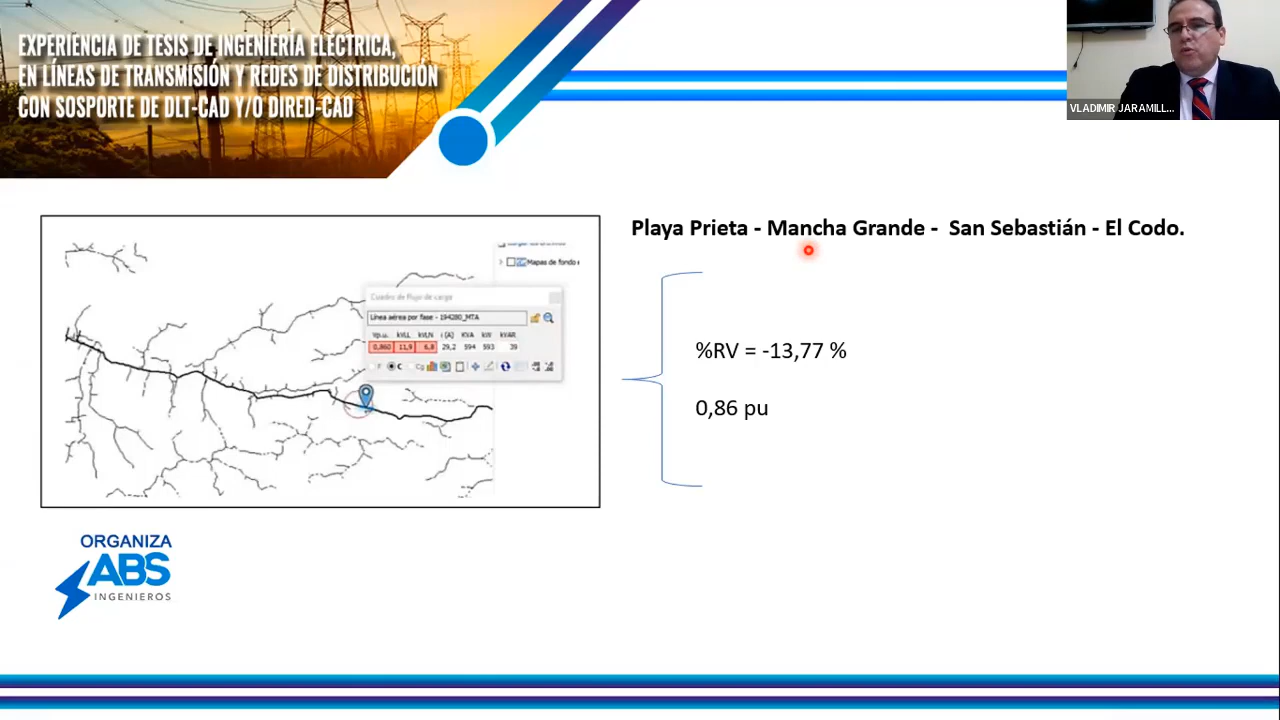 EXPERIENCIA DE TESIS DE INGENIERÍA ELÉCTRICA,
EN LÍNEAS DE TRANSMISIÓN Y REDES DE DISTRIBUCIÓN
CON SOSPORTE DE DLT-CAD Y/O DIRED-CAD
VLADIMIR JARAMILL...
Playa Prieta - Mancha Grande - San Sebastián - El Codo.
Mapas de fondo
Cuadro de flujo de carga
Línea aérea por fase - 194280_MTA
Vp.u. kVLL kVLN I [A] KVA kW kVAR
0,860 11,9 6,8 29,2 594 593 39
F C Cg
%RV = -13,77 %
0,86 pu
ORGANIZA
ABS
INGENIEROS